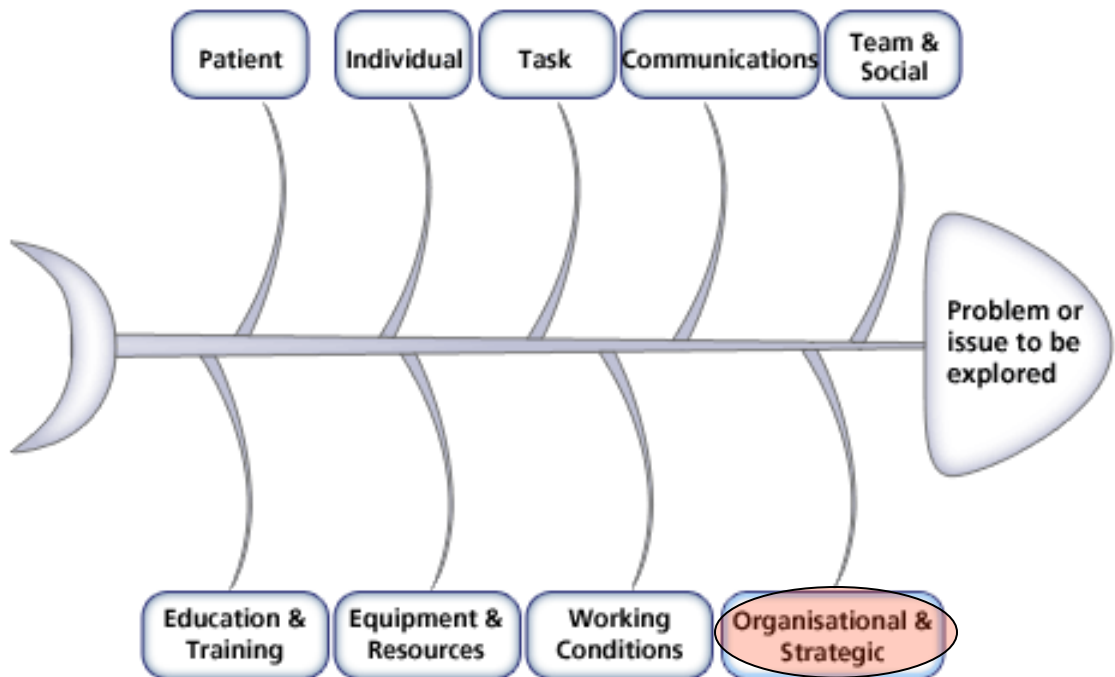 Patient
Individual
Task
Communications
Team &
Social
Problem or
issue to be
explored
Education &
Training
Equipment &
Resources
Working
Conditions
Organisational &
Strategic